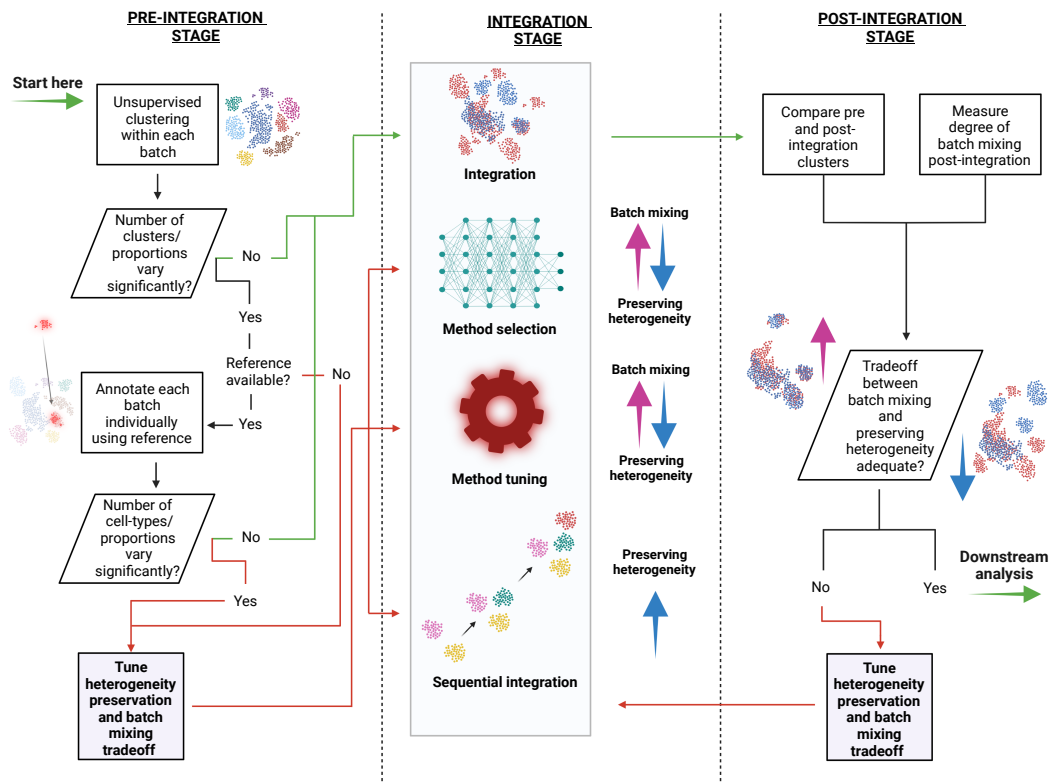 PRE-INTEGRATION
STAGE
Start here
Unsupervised
clustering
within each
batch
Number of
clusters/
proportions
vary
significantly?
No
Yes
Reference
available?
No
Yes
Annotate each
batch
individually
using reference
Number of
cell-types/
proportions
vary
significantly?
No
Yes
Tune
heterogeneity
preservation
and batch
mixing
tradeoff
INTEGRATION
STAGE
Integration
Method selection
Method tuning
Sequential integration
Batch mixing
Preserving
heterogeneity
Batch mixing
Preserving
heterogeneity
Preserving
heterogeneity
POST-INTEGRATION
STAGE
Compare pre
and post-
integration
clusters
Measure
degree of
batch mixing
post-integration
Tradeoff
between
batch mixing
and
preserving
heterogeneity
adequate?
No
Yes
Downstream
analysis
Tune
heterogeneity
preservation
and batch
mixing
tradeoff